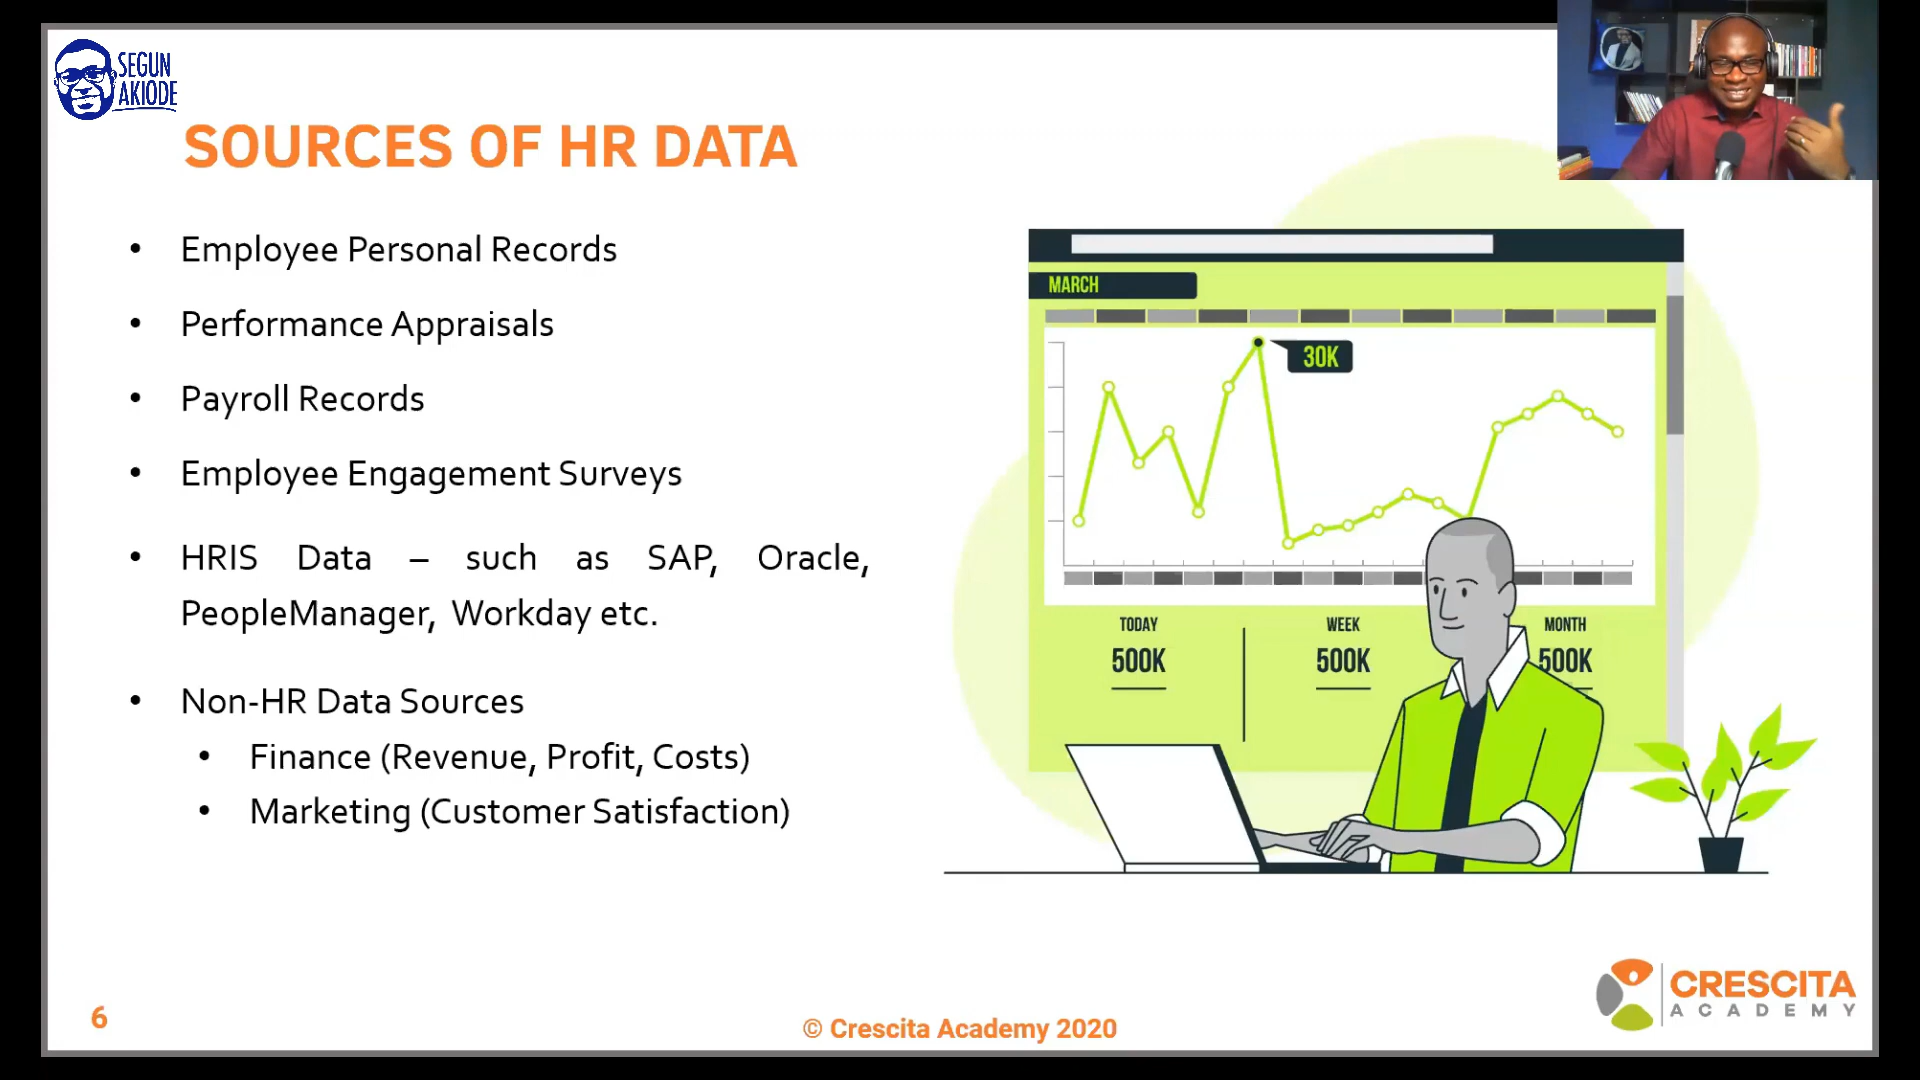 SEGUN
AKIODE
SOURCES OF HR DATA
• Employee Personal Records
• Performance Appraisals
• Payroll Records
• Employee Engagement Surveys
• HRIS Data – such as SAP, Oracle,
PeopleManager, Workday etc.
• Non-HR Data Sources
• Finance (Revenue, Profit, Costs)
• Marketing (Customer Satisfaction)
MARCH
30K
TODAY
500K
WEEK
500K
MONTH
500K
6
© Crescita Academy 2020
CRESCITA
ACADEMY